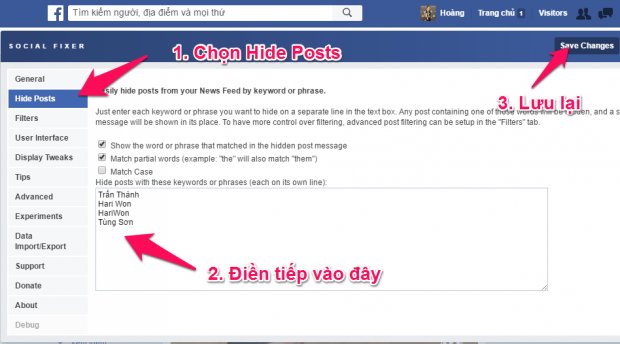 f
Tìm kiếm người, địa điểm và mọi thứ
Hoàng
Trang chủ 1
Visitors
SOCIAL FIXER
1. Chọn Hide Posts
Save Changes
3. Lưu lại
General
Hide Posts
Filters
User Interface
Display Tweaks
Tips
Advanced
Experiments
Data
Import/Export
Support
Donate
About
Debug
Easily hide posts from your News Feed by keyword or phrase.
Just enter each keyword or phrase you want to hide on a separate line in the text box. Any post containing one of those words will be hidden, and a s
message will be shown in its place. To have more control over filtering, advanced post filtering can be setup in the "Filters" tab.
Show the word or phrase that matched in the hidden post message
Match partial words (example: "the" will also match "them")
Match Case
Hide posts with these keywords or phrases (each on its own line):
Trấn Thành
Hari Won
HariWon
Tùng Sơn
2. Điền tiếp vào đây